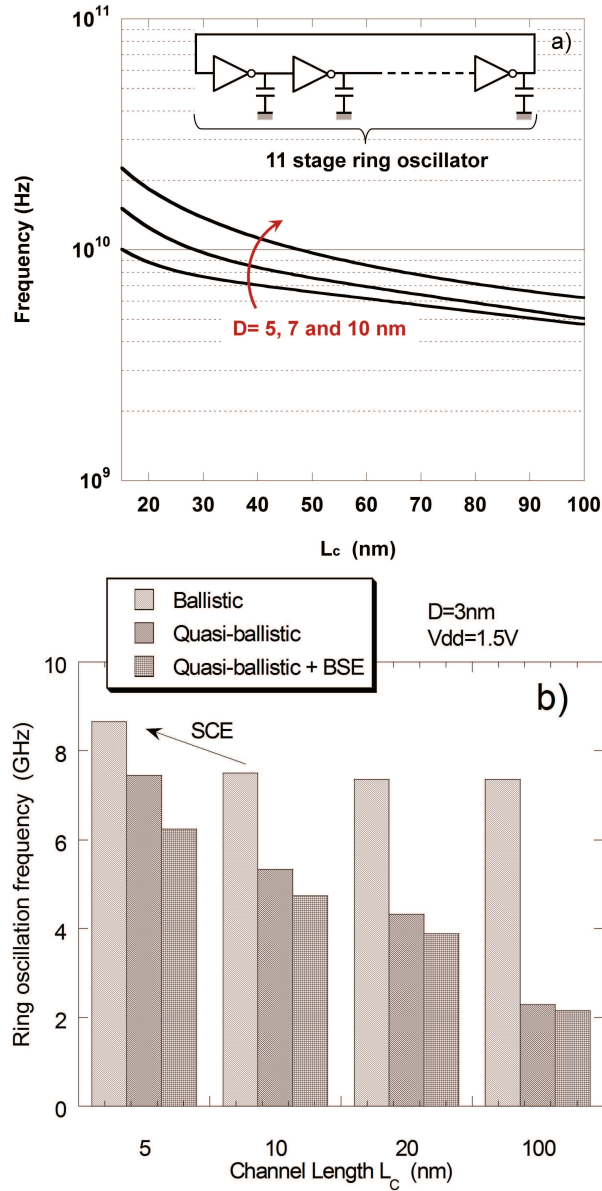 a)
11 stage ring oscillator
10^11
10^10
10^9
Frequency (Hz)
D= 5, 7 and 10 nm
20 30 40 50 60 70 80 90 100
Lc (nm)
Ballistic
Quasi-ballistic
Quasi-ballistic + BSE
D=3nm
Vdd=1.5V
b)
SCE
10
8
6
4
2
0
Ring oscillation frequency (GHz)
5 10 20 100
Channel Length L_C (nm)